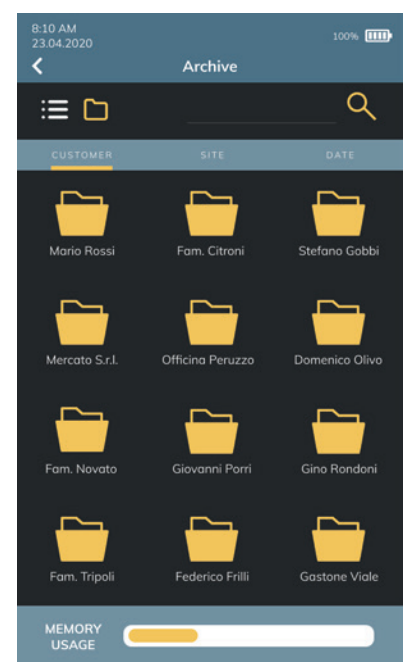 8:10 AM
100%
23.04.2020
Archive
CUSTOMER SITE DATE
Mario Rossi Fam. Citroni Stefano Gobbi
Mercato S.r.l. Officina Peruzzo Domenico Olivo
Fam. Novato Giovanni Porri Gino Rondoni
Fam. Tripoli Federico Frilli Gastone Viale
MEMORY
USAGE